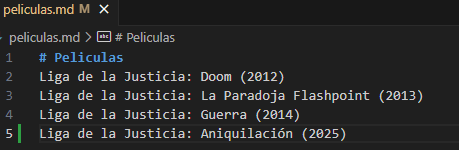 peliculas.md M
peliculas.md > # Peliculas
1 # Peliculas
2 Liga de la Justicia: Doom (2012)
3 Liga de la Justicia: La Paradoja Flashpoint (2013)
4 Liga de la Justicia: Guerra (2014)
5 Liga de la Justicia: Aniquilación (2025)